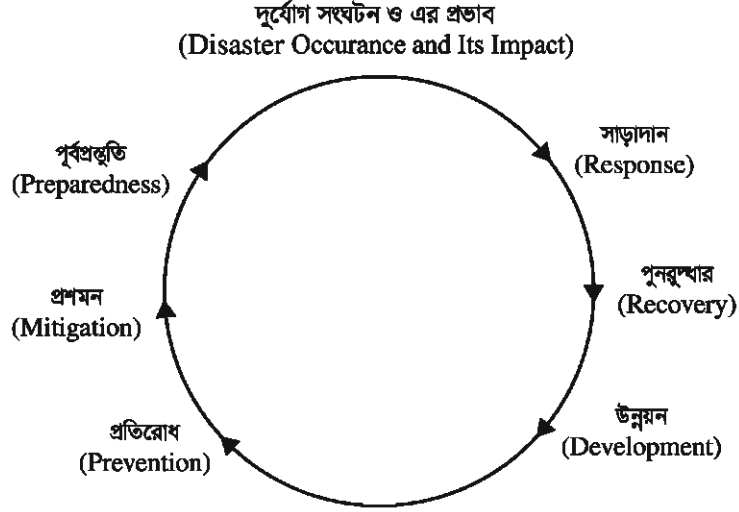 দুর্যোগ সংঘটন ও এর প্রভাব
(Disaster Occurance and Its Impact)
সাড়াদান
(Response)
পুনরুদ্ধার
(Recovery)
উন্নয়ন
(Development)
প্রতিরোধ
(Prevention)
প্রশমন
(Mitigation)
পূর্বপ্রস্তুতি
(Preparedness)